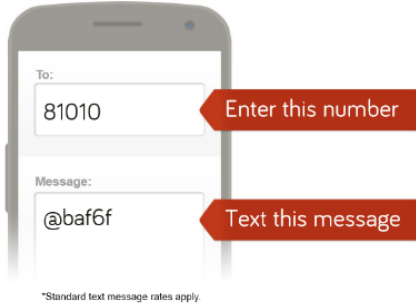 To:
81010
Enter this number
Message:
@baf6f
Text this message
*Standard text message rates apply.